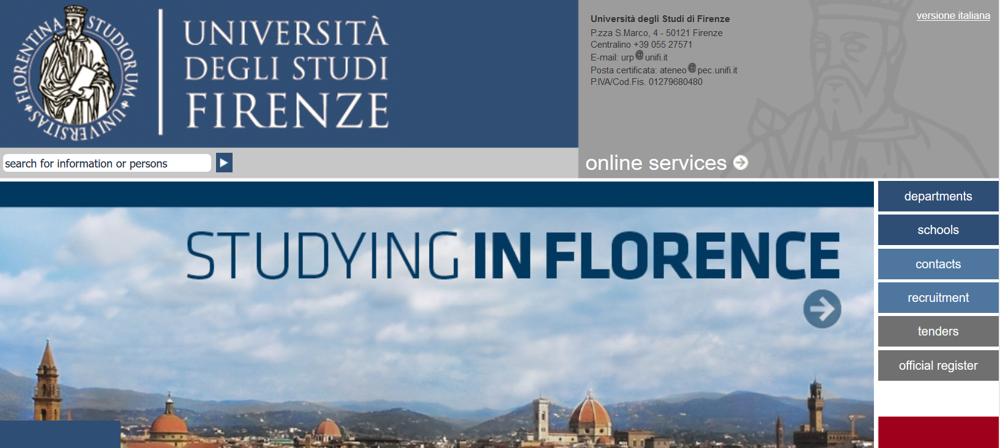 FLORENTINA STUDIORUM UNIVERSITAS
UNIVERSITÀ
DEGLI STUDI
FIRENZE
Università degli Studi di Firenze
P.zza S.Marco, 4 - 50121 Firenze
Centralino +39 055 27571
E-mail: urp@unifi.it
Posta certificata: ateneo@pec.unifi.it
P.IVA/Cod.Fis. 01279680480
versione italiana
search for information or persons
online services
STUDYING IN FLORENCE
departments
schools
contacts
recruitment
tenders
official register